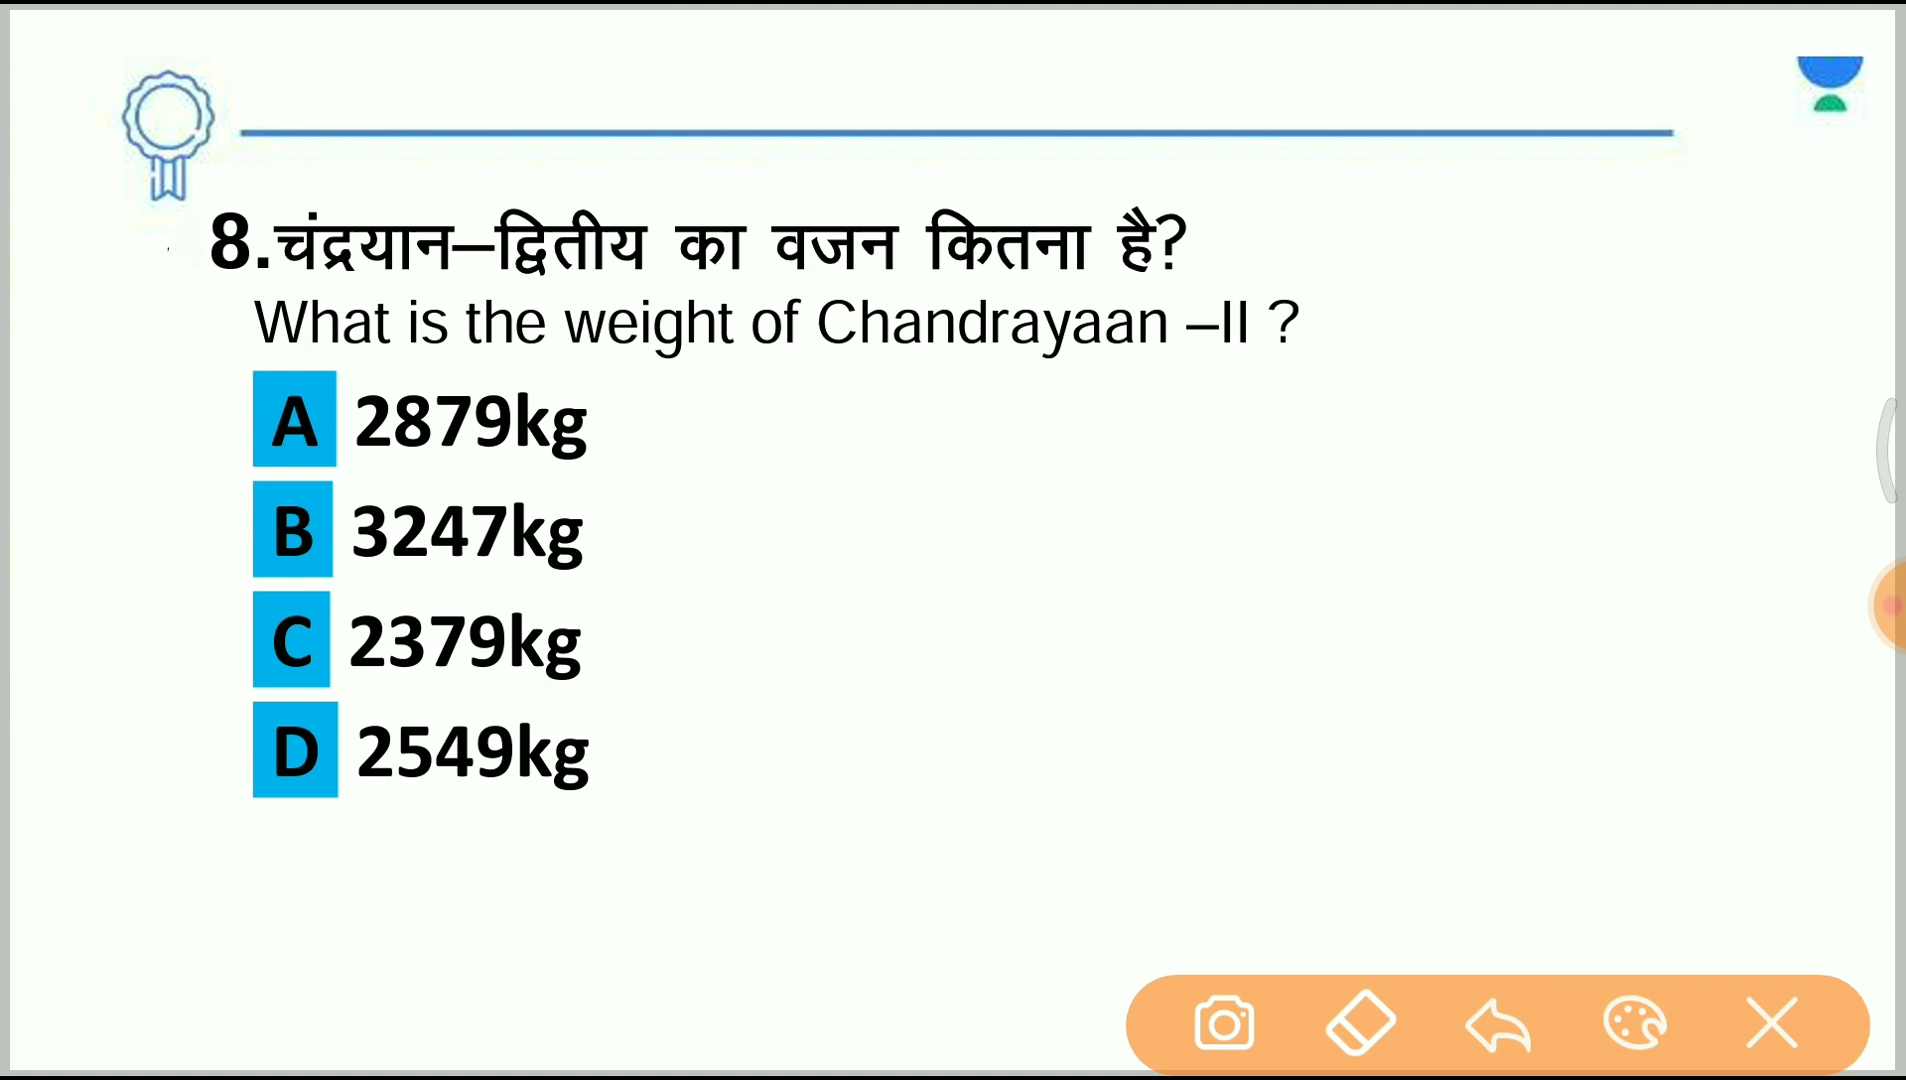 8.चंद्रयान–द्वितीय का वजन कितना है?
What is the weight of Chandrayaan –II ?
A 2879kg
B 3247kg
C 2379kg
D 2549kg